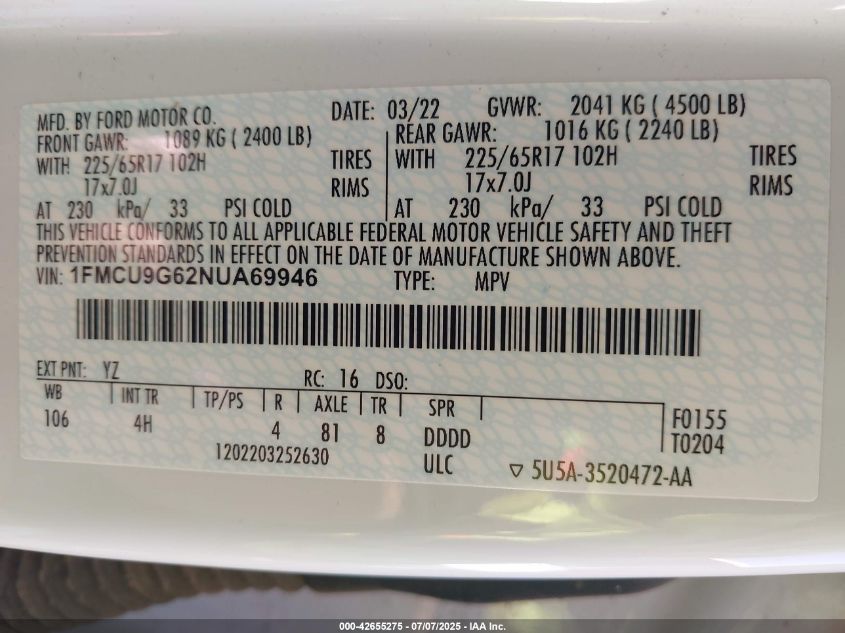 MFD. BY FORD MOTOR CO. DATE: 03/22 GVWR: 2041 KG ( 4500 LB)
FRONT GAWR: 1089 KG ( 2400 LB) REAR GAWR: 1016 KG ( 2240 LB)
WITH 225/65R17 102H TIRES WITH 225/65R17 102H TIRES
17x7.0J RIMS 17x7.0J RIMS
AT 230 kPa/ 33 PSI COLD AT 230 kPa/ 33 PSI COLD
THIS VEHICLE CONFORMS TO ALL APPLICABLE FEDERAL MOTOR VEHICLE SAFETY AND THEFT
PREVENTION STANDARDS IN EFFECT ON THE DATE OF MANUFACTURE SHOWN ABOVE.
VIN: 1FMCU9G62NUA69946 TYPE: MPV
EXT PNT: YZ RC: 16 DSO:
WB INT TR TP/PS R AXLE TR SPR F0155
106 4H 4 81 8 DDDD T0204
1202203252630 ULC 5U5A-3520472-AA
000-42655275 - 07/07/2025 - IAA Inc.